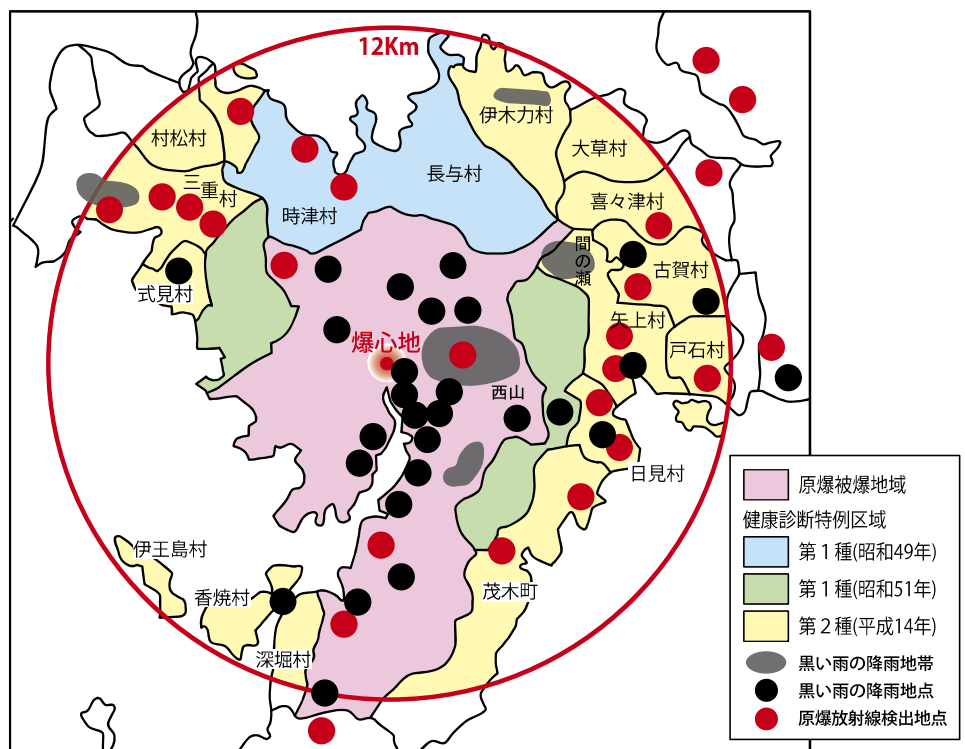 12Km
伊木力村
村松村
大草村
長与村
三重村
喜々津村
時津村
間の瀬
古賀村
式見村
矢上村
爆心地
戸石村
西山
日見村
伊王島村
茂木町
香焼村
深堀村
原爆被爆地域
健康診断特例区域
第１種(昭和49年)
第１種(昭和51年)
第２種(平成14年)
黒い雨の降雨地帯
黒い雨の降雨地点
原爆放射線検出地点